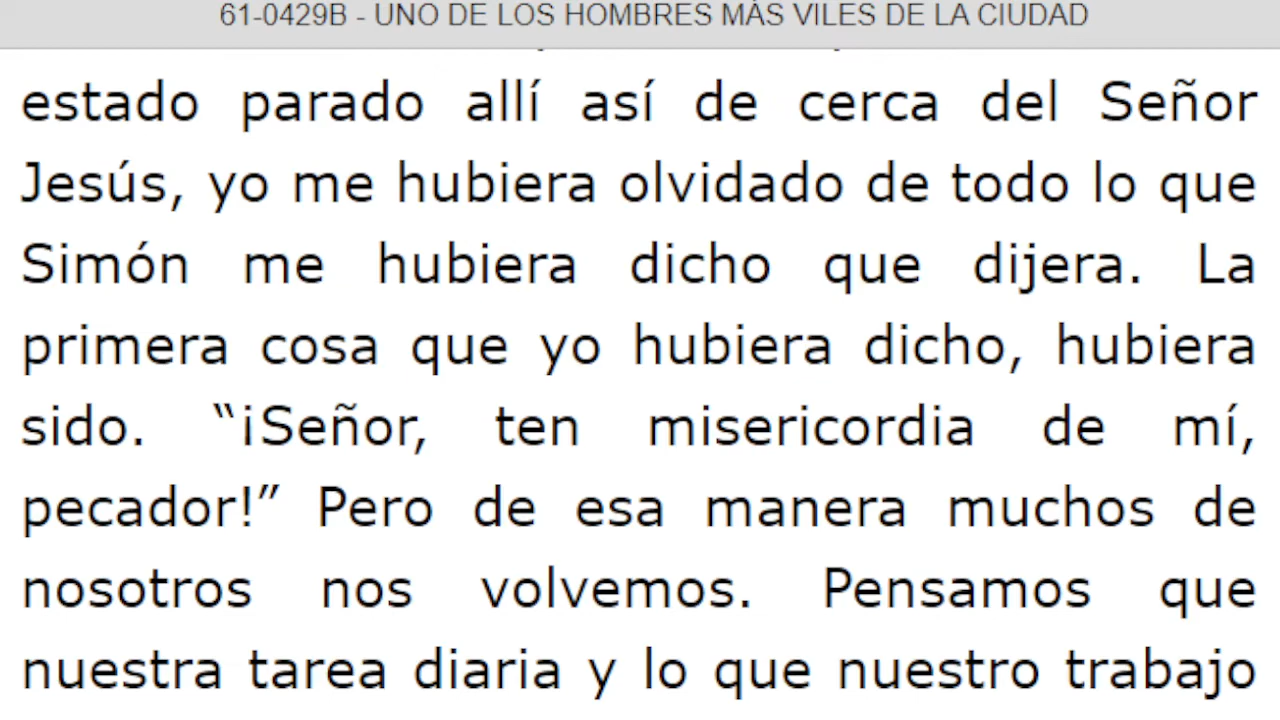 61-0429B - UNO DE LOS HOMBRES MÁS VILES DE LA CIUDAD
estado parado allí así de cerca del Señor
Jesús, yo me hubiera olvidado de todo lo que
Simón me hubiera dicho que dijera. La
primera cosa que yo hubiera dicho, hubiera
sido. “¡Señor, ten misericordia de mí,
pecador!” Pero de esa manera muchos de
nosotros nos volvemos. Pensamos que
nuestra tarea diaria y lo que nuestro trabajo